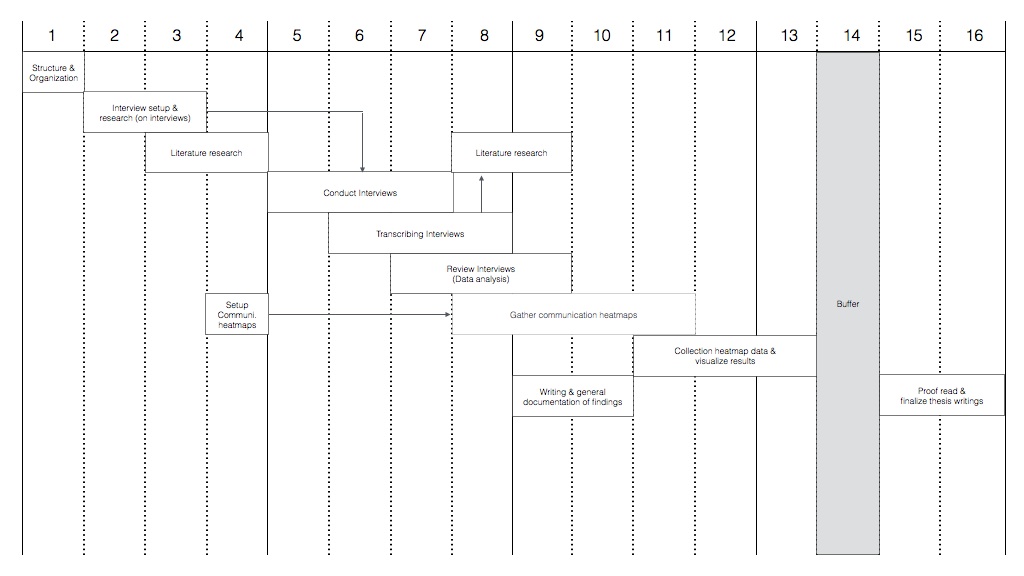 1 2 3 4 5 6 7 8 9 10 11 12 13 14 15 16
Structure &
Organization
Interview setup &
research (on interviews)
Literature research
Literature research
Conduct Interviews
Transcribing Interviews
Review Interviews
(Data analysis)
Setup
Communi.
heatmaps
Gather communication heatmaps
Buffer
Collection heatmap data &
visualize results
Writing & general
documentation of findings
Proof read &
finalize thesis writings